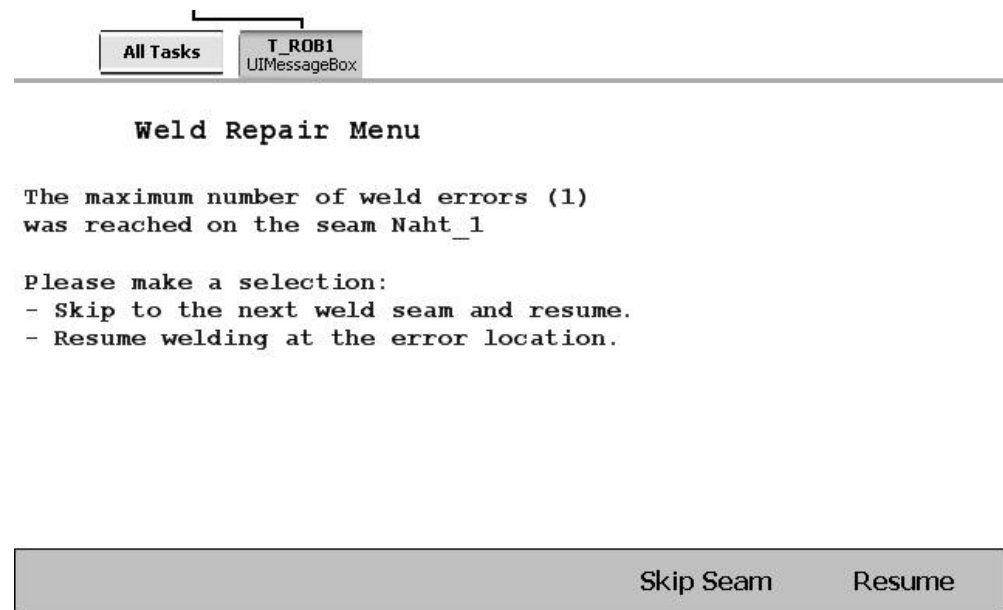 All Tasks
T_ROB1
UIMessageBox
Weld Repair Menu
The maximum number of weld errors (1)
was reached on the seam Naht_1
Please make a selection:
- Skip to the next weld seam and resume.
- Resume welding at the error location.
Skip Seam Resume